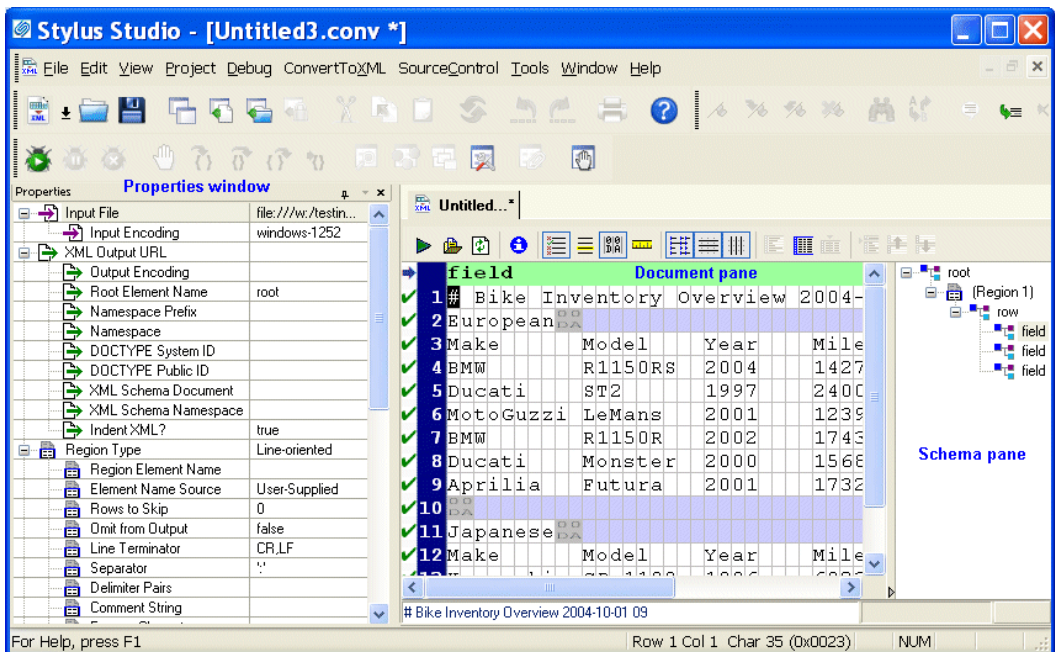 Stylus Studio - [Untitled3.conv *]
File Edit View Project Debug ConvertToXML SourceControl Tools Window Help
Properties Properties window
Input File file:///w:/testin...
Input Encoding windows-1252
XML Output URL
Output Encoding
Root Element Name root
Namespace Prefix
Namespace
DOCTYPE System ID
DOCTYPE Public ID
XML Schema Document
XML Schema Namespace
Indent XML? true
Region Type Line-oriented
Region Element Name
Element Name Source User-Supplied
Rows to Skip 0
Omit from Output false
Line Terminator CR,LF
Separator ':'
Delimiter Pairs
Comment String
Untitled...*
field Document pane
1 # Bike Inventory Overview 2004-
2 European
3 Make Model Year Mile
4 BMW R1150RS 2004 1427
5 Ducati ST2 1997 2400
6 MotoGuzzi LeMans 2001 1239
7 BMW R1150R 2002 1743
8 Ducati Monster 2000 1568
9 Aprilia Futura 2001 1732
10
11 Japanese
12 Make Model Year Mile
# Bike Inventory Overview 2004-10-01 09
root
(Region 1)
row
field
field
field
Schema pane
For Help, press F1 Row 1 Col 1 Char 35 (0x0023) NUM